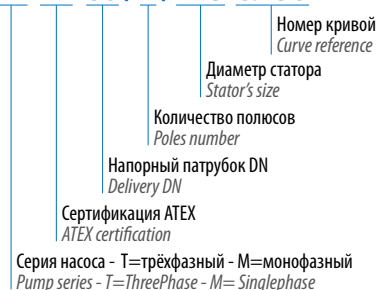 Номер кривой
Curve reference
Диаметр статора
Stator's size
Количество полюсов
Poles number
Напорный патрубок DN
Delivery DN
Сертификация ATEX
ATEX certification
Серия насоса - Т=трёхфазный - М=монофазный
Pump series - T=ThreePhase - M= Singlephase